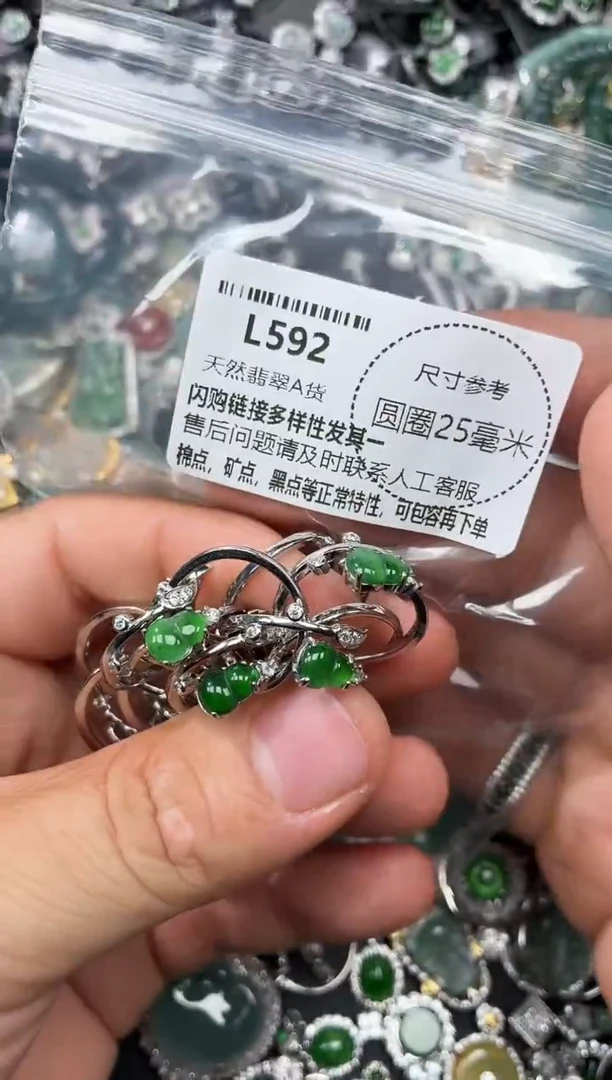 L592
天然翡翠A货
闪购链接多样性发其一
售后问题请及时联系人工客服
棉点，矿点，黑点等正常特性，可包容再下单
尺寸参考
圆圈25毫米